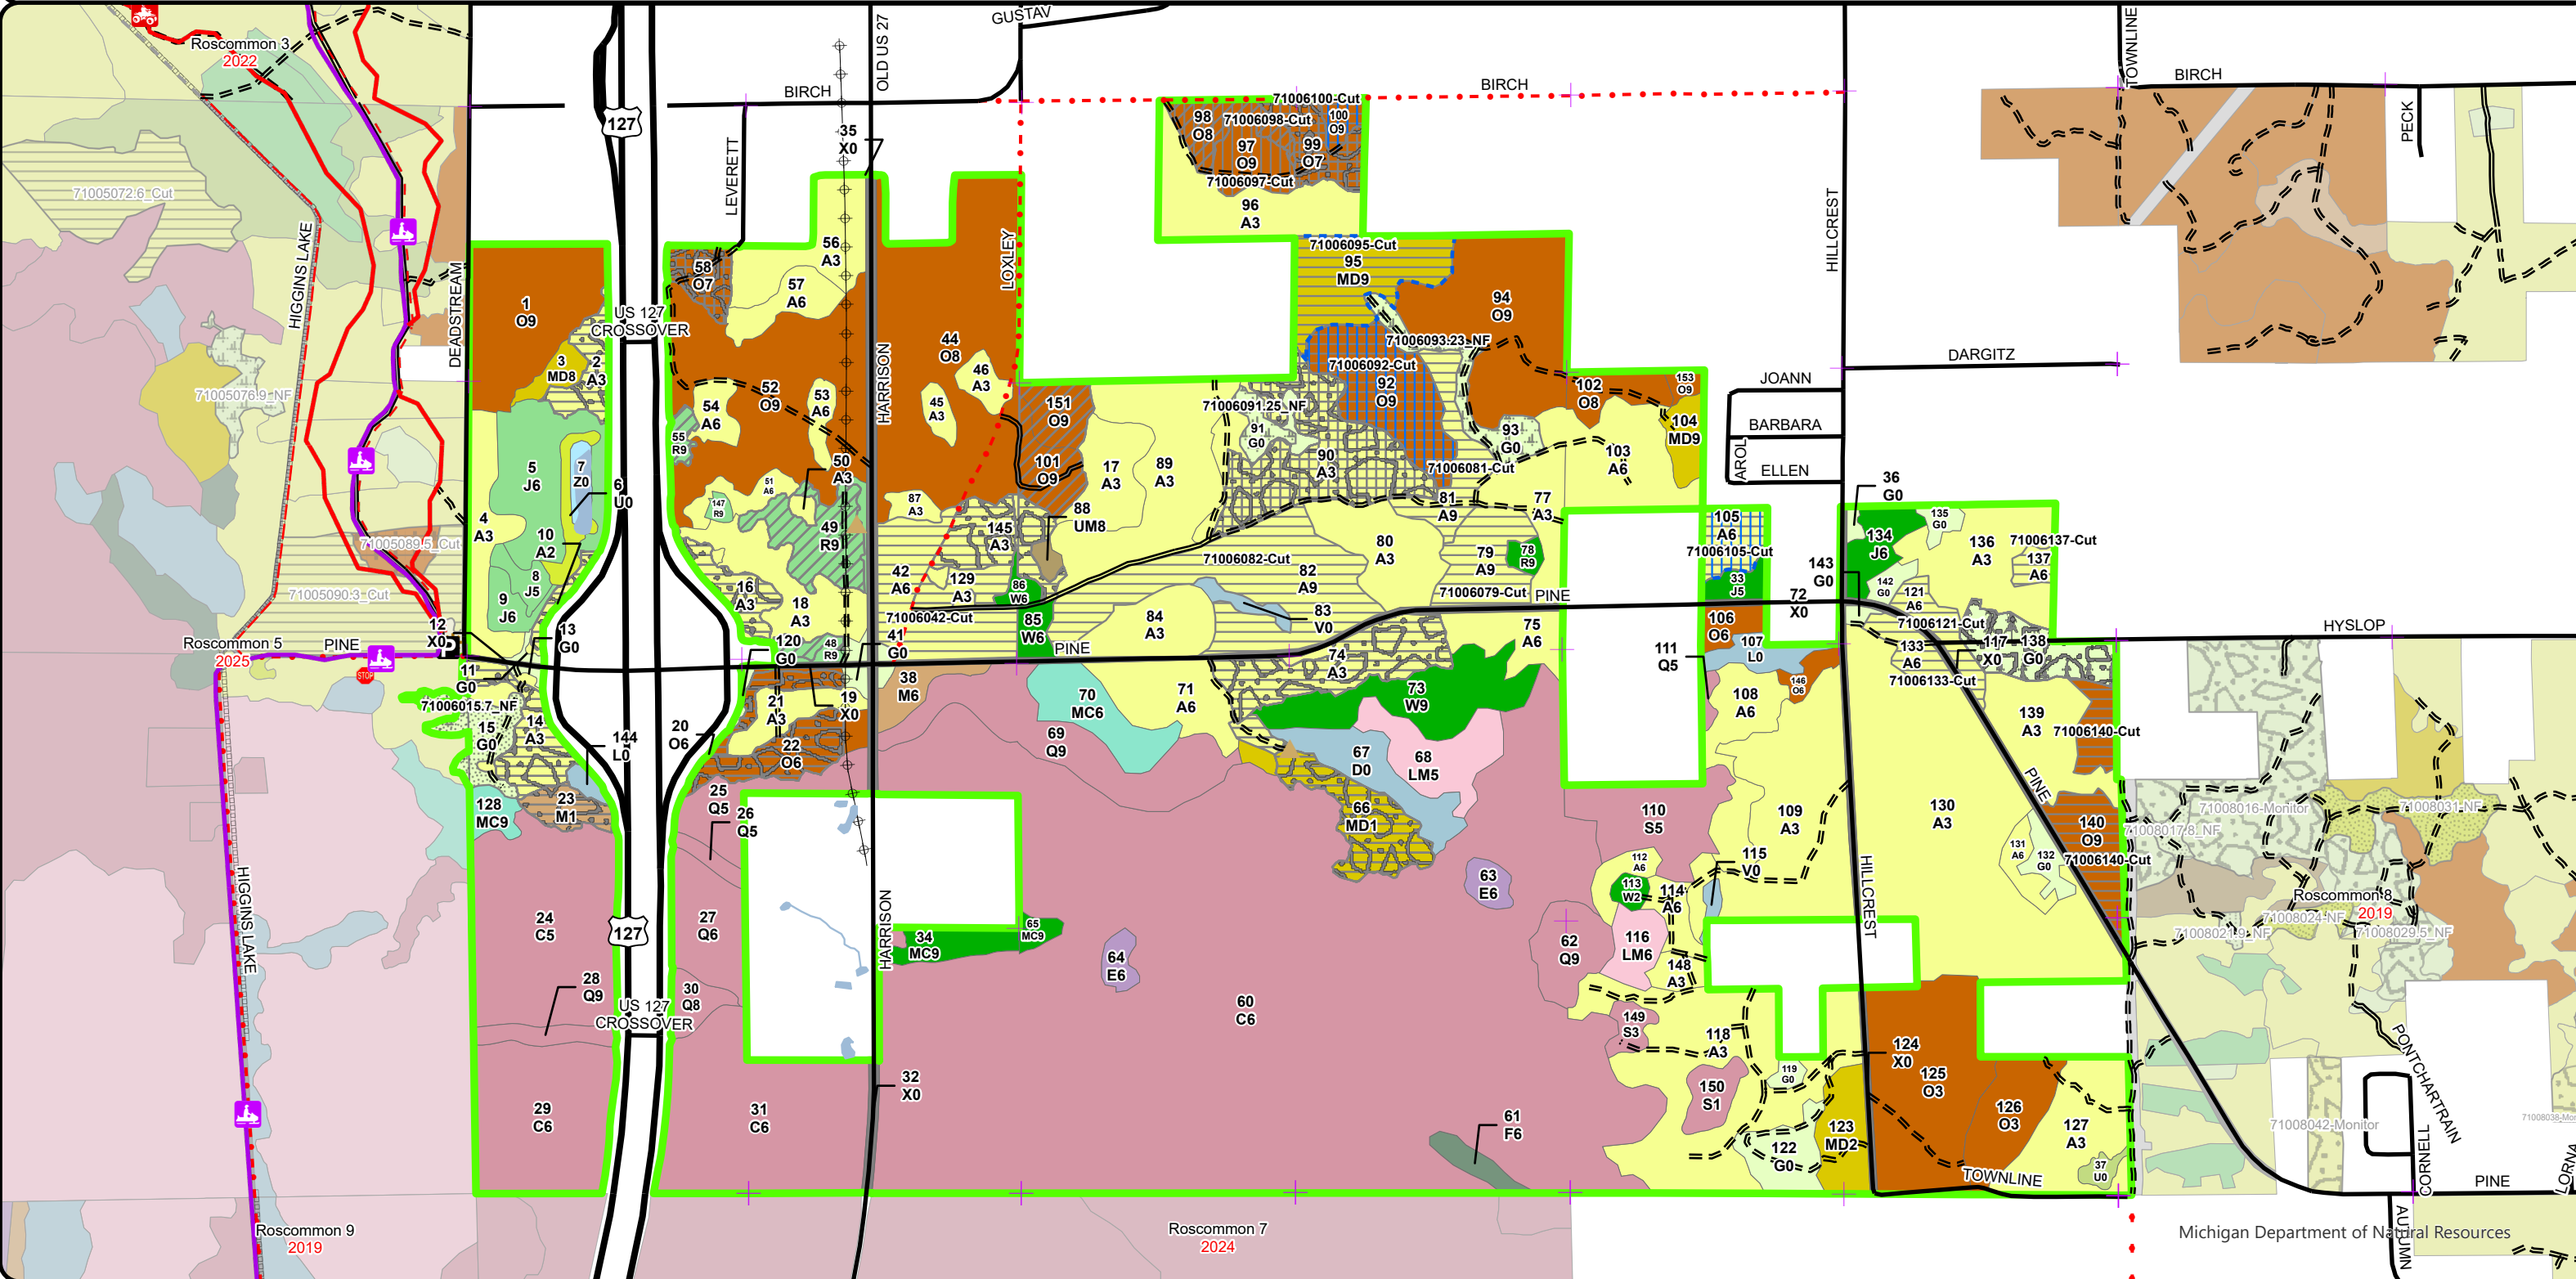 GUSTAV
OLD US 27
TOWNLINE
Roscommon 3
2022
127
BIRCH
BIRCH
BIRCH
PECK
35
X0
LEVERETT
71006100-Cut
98
O8
71006098-Cut
100
O9
97
O9
99
O7
71006097-Cut
96
A3
71005072.6_Cut
HIGGINS LAKE
DEADSTREAM
LOXLEY
HILLCREST
56
A3
58
O7
57
A6
71006095-Cut
95
MD9
1
O9
US 127
CROSSOVER
94
O9
44
O8
71006093.23_NF
3
MD8
2
A3
HARRISON
46
A3
45
A3
52
O9
53
A6
54
A6
55
R9
71006092-Cut
92
O9
102
O8
153
O9
DARGITZ
JOANN
BARBARA
AROL
ELLEN
71005076.9_NF
151
O9
71006091.25_NF
91
G0
93
G0
104
MD9
103
A6
101
O9
17
A3
89
A3
90
A3
71006081-Cut
5
J6
7
Z0
6
U0
50
A3
51
A6
147
R9
87
A3
81
A9
77
A3
36
G0
4
A3
10
A2
49
R9
145
A3
88
UM8
80
A3
105
A6
71006105-Cut
134
J6
135
G0
136
A3
71006137-Cut
137
A6
71005089.5_Cut
71006082-Cut
82
A9
79
A9
78
R9
8
J5
9
J6
16
A3
18
A3
42
A6
129
A3
86
W6
71006079-Cut
33
J5
143
G0
142
G0
72
X0
121
A6
71005090.3_Cut
PINE
71006042-Cut
85
W6
84
A3
83
V0
75
A6
106
O6
107
L0
71006121-Cut
HYSLOP
Roscommon 5
2025
PINE
12
X0
P
13
G0
120
G0
48
R9
41
G0
PINE
74
A3
111
Q5
133
A6
117
X0
138
G0
71006133-Cut
STOP
11
G0
71006015.7_NF
15
G0
14
A3
144
L0
20
O6
21
A3
19
X0
22
O6
38
M6
70
MC6
71
A6
73
W9
108
A6
146
O6
139
A3
71006140-Cut
69
Q9
67
D0
68
LM5
128
MC9
23
M1
25
Q5
26
Q5
66
MD1
110
S5
109
A3
130
A3
PINE
140
O9
71006140-Cut
71008016-Monitor
71008031-NF
71008017.8_NF
131
A6
132
G0
HIGGINS LAKE
HARRISON
HILLCREST
63
E6
112
A6
113
W2
114
A6
115
V0
Roscommon 8
2019
71008024-NF
71008021.9_NF
71008029.5_NF
24
C5
127
27
Q6
34
MC9
65
MC9
64
E6
62
Q9
116
LM6
148
A3
28
Q9
US 127
CROSSOVER
30
Q8
60
C6
149
S3
118
A3
124
X0
125
O3
119
G0
150
S1
29
C6
31
C6
32
X0
61
F6
122
G0
123
MD2
126
O3
127
A3
37
U0
TOWNLINE
PONTCHARTRAIN
71008042-Monitor
CORNELL
PINE
AUTUMN
Roscommon 9
2019
Roscommon 7
2024
Michigan Department of Natural Resources